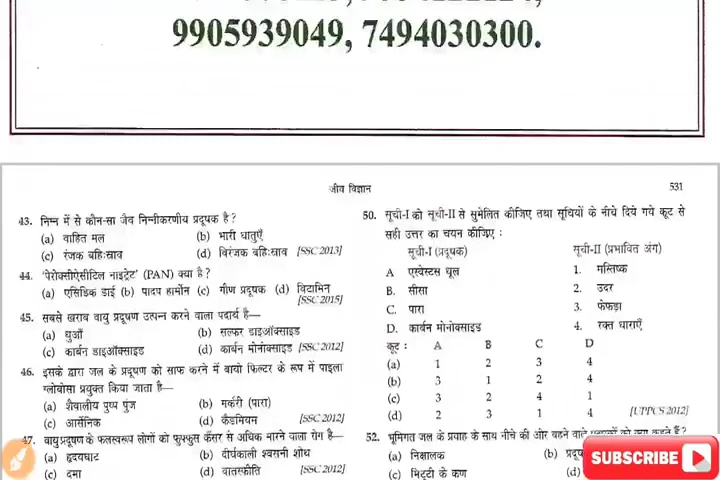 9905939049, 7494030300.
जीव विज्ञान
531
43. निम्न में से कौन-सा जैव निम्नीकरणीय प्रदूषक है ?
(a) वाहित मल (b) भारी धातुएँ
(c) रंजक बहिःस्राव (d) विरंजक बहिःस्राव [SSC 2013]
44. 'पेरोक्सीऐसीटिल नाइट्रेट' (PAN) क्या है ?
(a) एसिडिक डाई (b) पादप हार्मोन (c) गौण प्रदूषक (d) विटामिन
[SSC 2015]
45. सबसे खराब वायु प्रदूषण उत्पन्न करने वाला पदार्थ है—
(a) धुआँ (b) सल्फर डाइऑक्साइड
(c) कार्बन डाइऑक्साइड (d) कार्बन मोनोक्साइड [SSC 2012]
46. इसके द्वारा जल के प्रदूषण को साफ करने में बायो फिल्टर के रूप में पाइला
ग्लोबोसा प्रयुक्त किया जाता है—
(a) शैवालीय पुष्प पुंज (b) मर्करी (पारा)
(c) आर्सेनिक (d) कैडमियम [SSC 2012]
47. वायु प्रदूषण के फलस्वरूप लोगों को फुफ्फुस कैंसर से अधिक मारने वाला रोग है—
(a) हृदयघाट (b) दीर्घकाली श्वसनी शोथ
(c) दमा (d) वातस्फीति [SSC 2012]
50. सूची-I को सूची-II से सुमेलित कीजिए तथा सूचियों के नीचे दिये गये कूट से
सही उत्तर का चयन कीजिए :
सूची-I (प्रदूषक) सूची-II (प्रभावित अंग)
A एस्वेस्टस धूल 1. मस्तिष्क
B. सीसा 2. उदर
C. पारा 3. फेफड़ा
D. कार्बन मोनोक्साइड 4. रक्त धाराएँ
कूट : A B C D
(a) 1 2 3 4
(b) 3 1 2 4
(c) 3 2 4 1
(d) 2 3 1 4 [UPPCS 2012]
52. भूमिगत जल के प्रवाह के साथ नीचे की ओर बहने वाले को क्या कहते हैं ?
(a) निक्षालक (b)
(c) मिट्टी के कण (d)
SUBSCRIBE